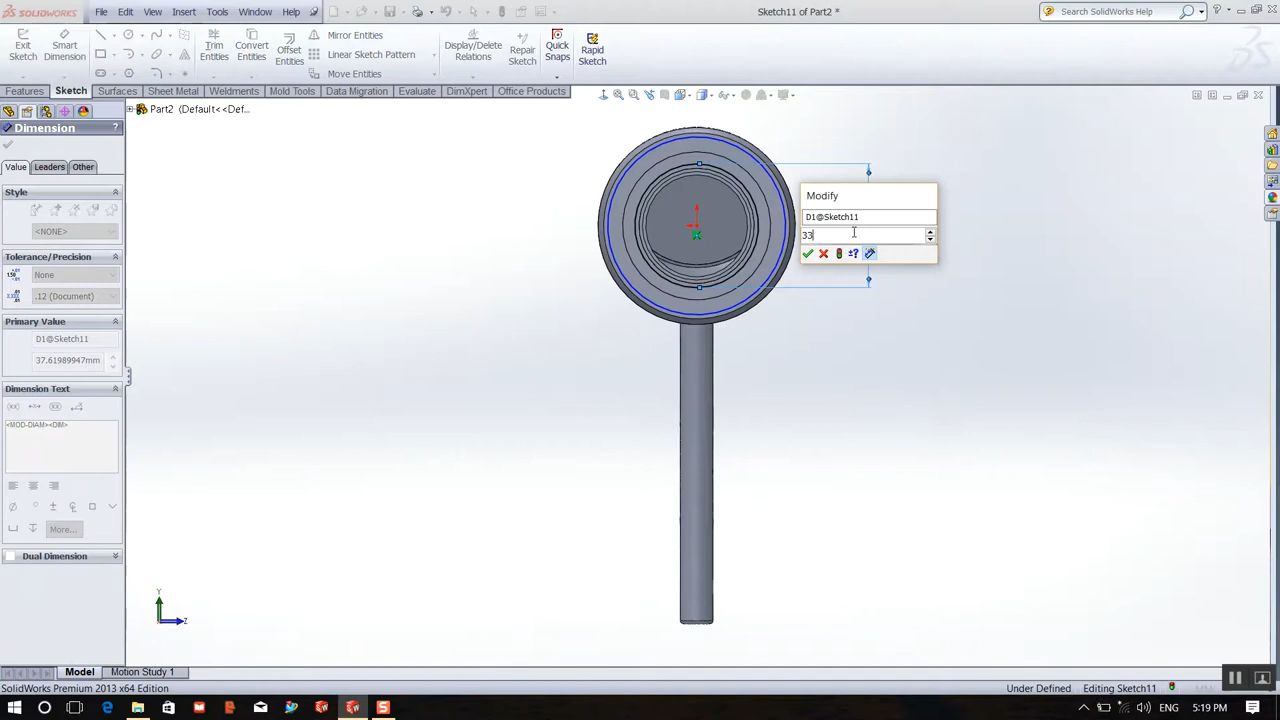 SOLIDWORKS
File Edit View Insert Tools Window Help
Sketch11 of Part2 *
Search SolidWorks Help
Exit Sketch
Smart Dimension
Trim Entities
Convert Entities
Offset Entities
Mirror Entities
Linear Sketch Pattern
Move Entities
Display/Delete Relations
Repair Sketch
Quick Snaps
Rapid Sketch
Features Sketch Surfaces Sheet Metal Weldments Mold Tools Data Migration Evaluate DimXpert Office Products
Part2 (Default<<Def...
Dimension ?
Value Leaders Other
Style
<NONE>
Tolerance/Precision
None
.12 (Document)
Primary Value
D1@Sketch11
37.61989947mm
Dimension Text
<MOD-DIAM><DIM>
More...
Dual Dimension
Modify
D1@Sketch11
33
Y
Z
Model Motion Study 1
SolidWorks Premium 2013 x64 Edition
Under Defined Editing Sketch11
5:19 PM